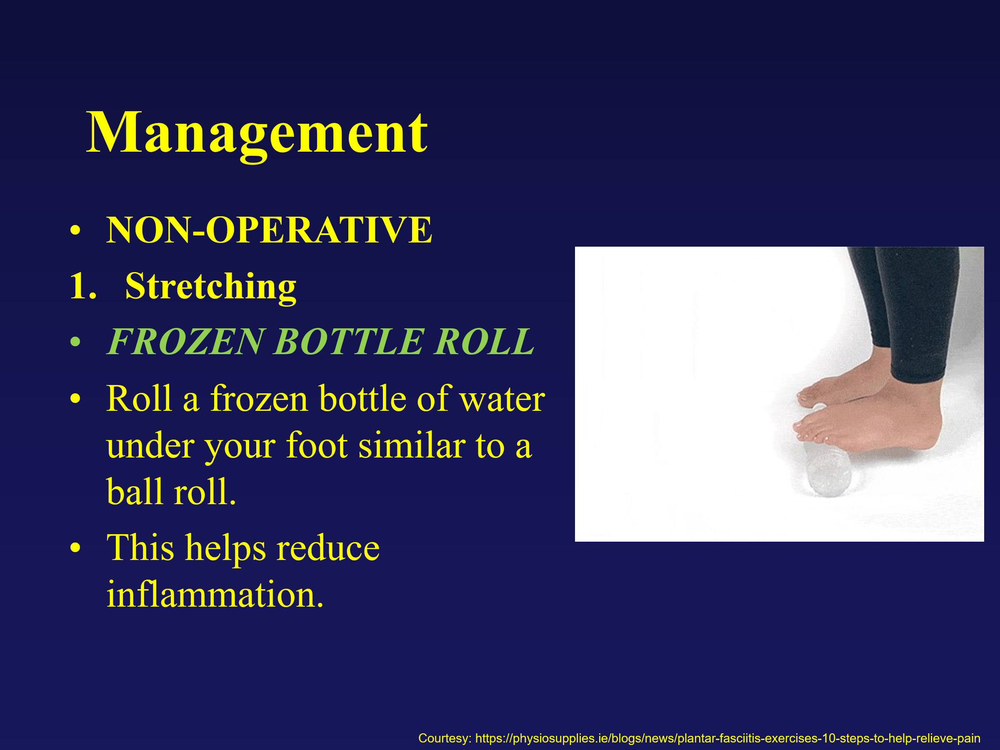 Management
• NON-OPERATIVE
1. Stretching
• FROZEN BOTTLE ROLL
• Roll a frozen bottle of water
under your foot similar to a
ball roll.
• This helps reduce
inflammation.
Courtesy: https://physiosupplies.ie/blogs/news/plantar-fasciitis-exercises-10-steps-to-help-relieve-pain